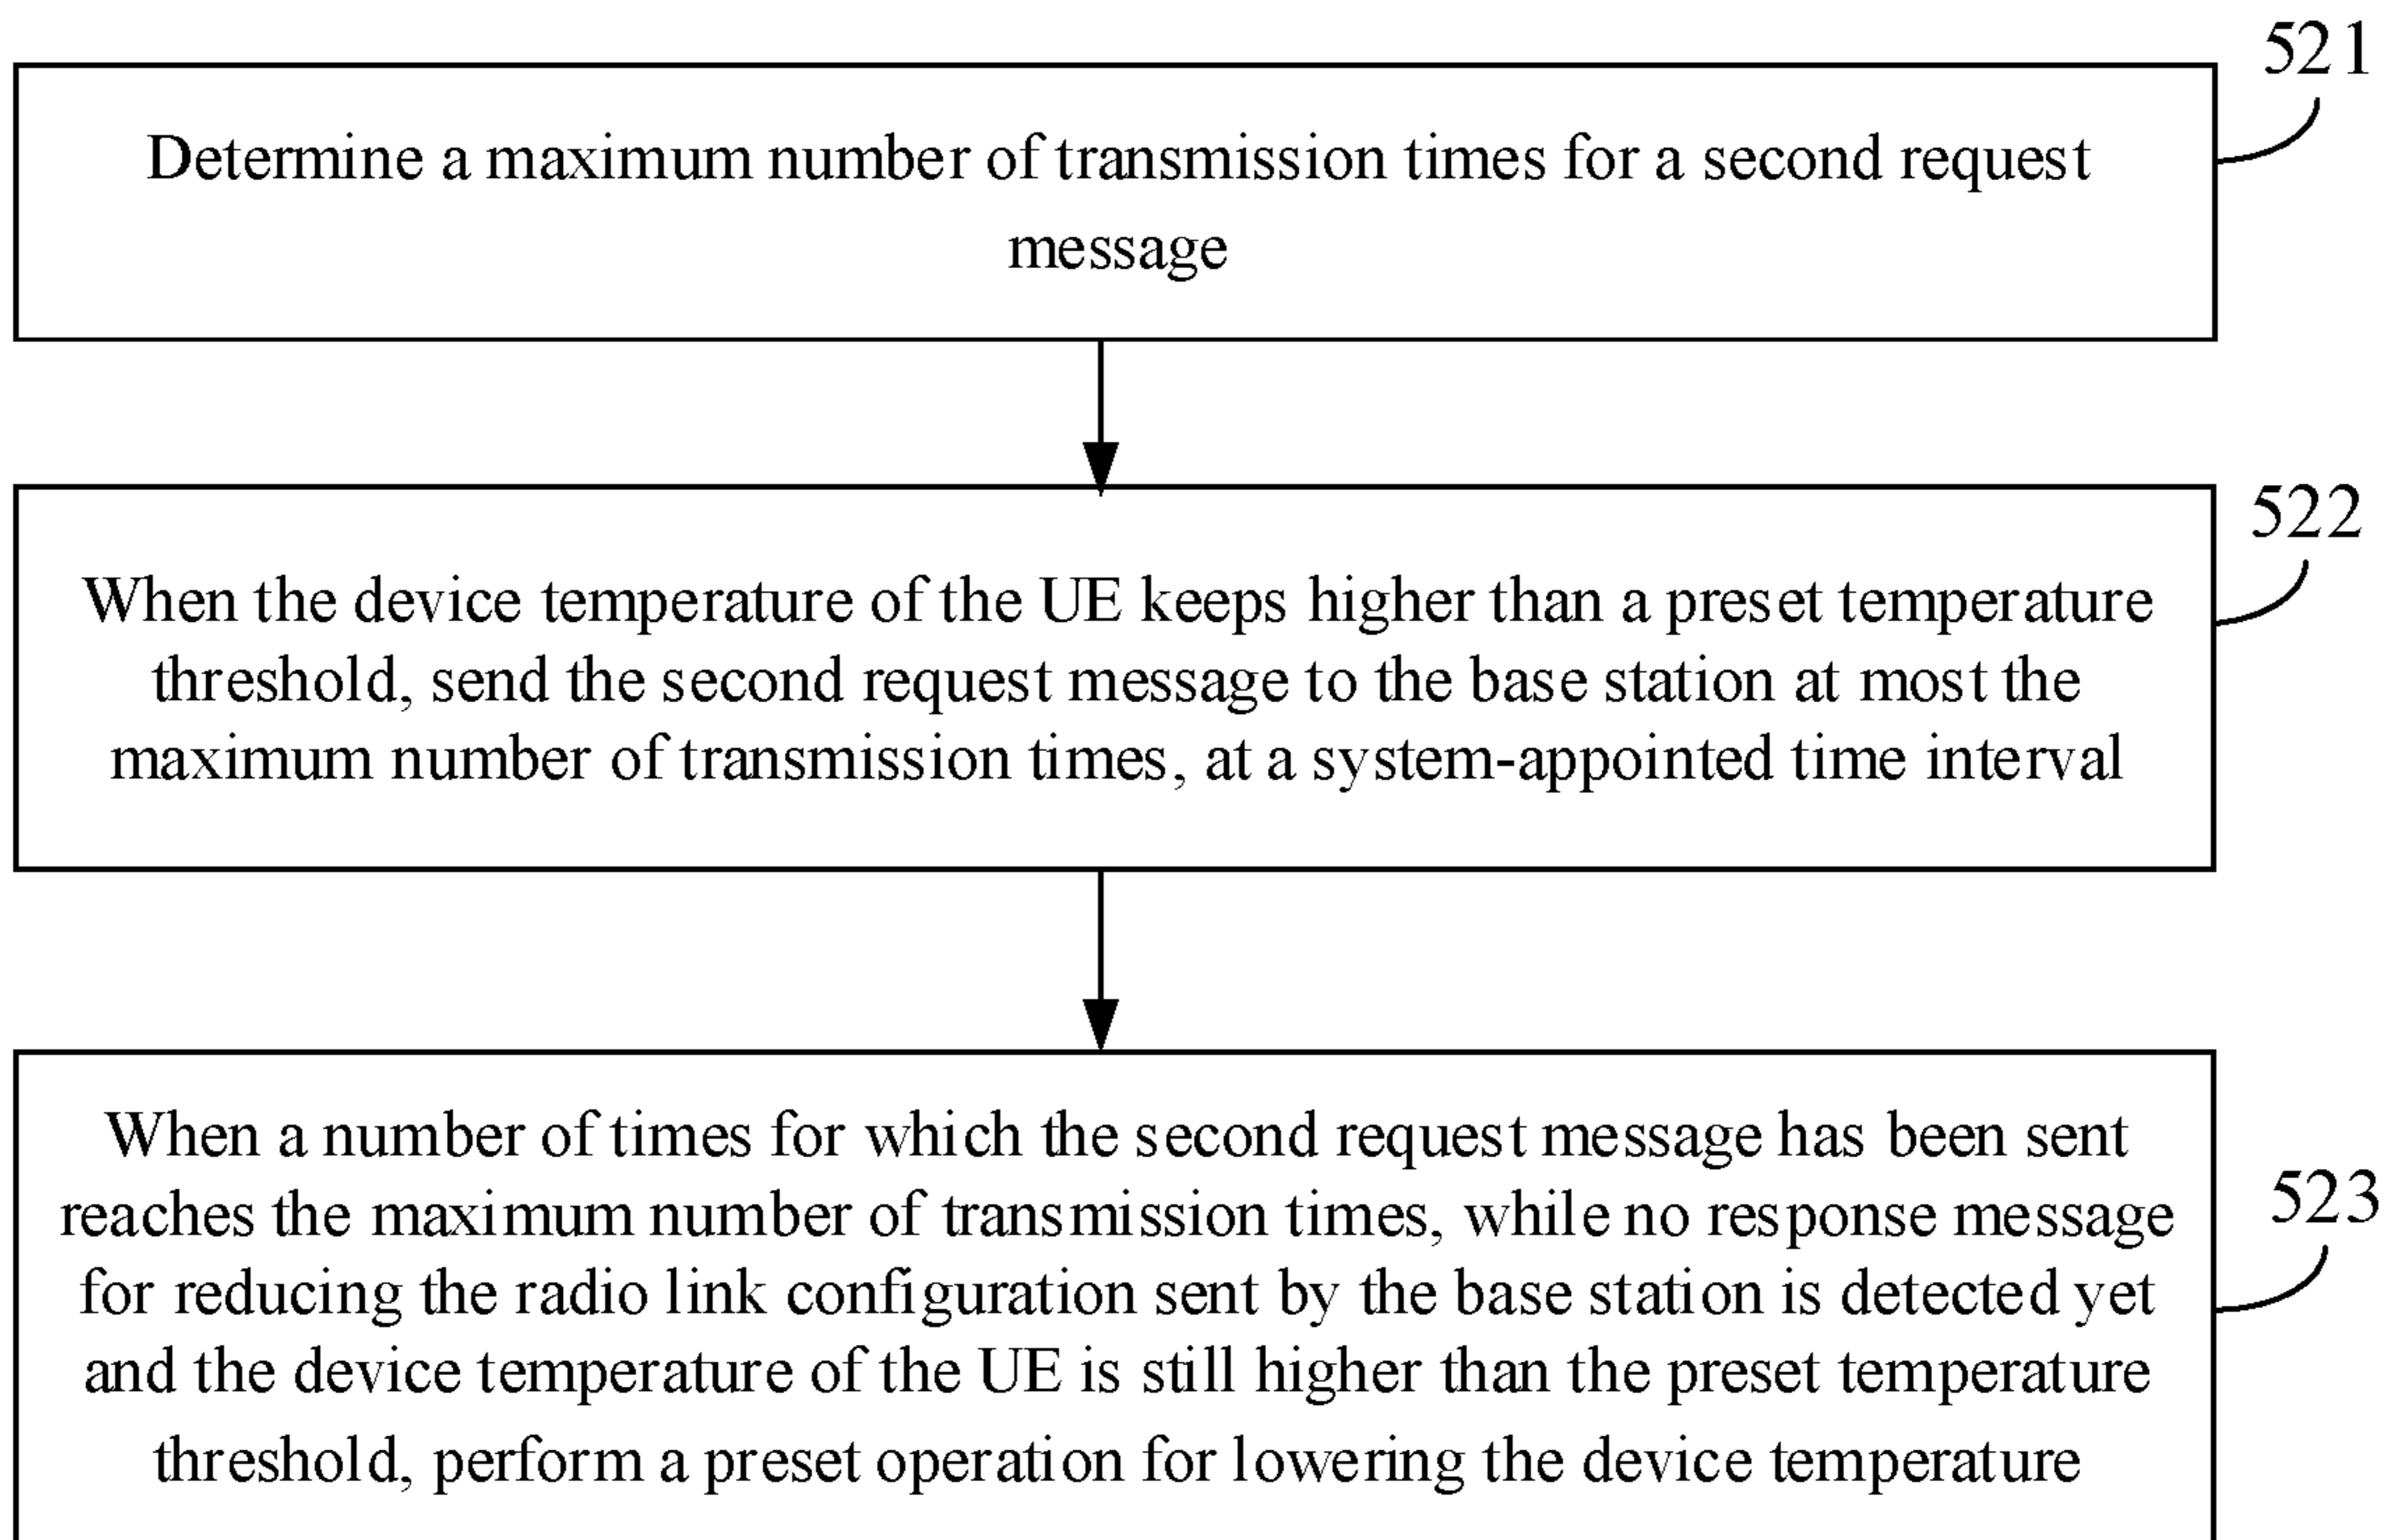 521
Determine a maximum number of transmission times for a second request
message
522
When the device temperature of the UE keeps higher than a preset temperature
threshold, send the second request message to the base station at most the
maximum number of transmission times, at a system-appointed time interval
When a number of times for which the second request message has been sent
reaches the maximum number of transmission times, while no response message
523
for reducing the radio link configuration sent by the base station is detected yet
and the device temperature of the UE is still higher than the preset temperature
threshold, perform a preset operation for lowering the device temperature